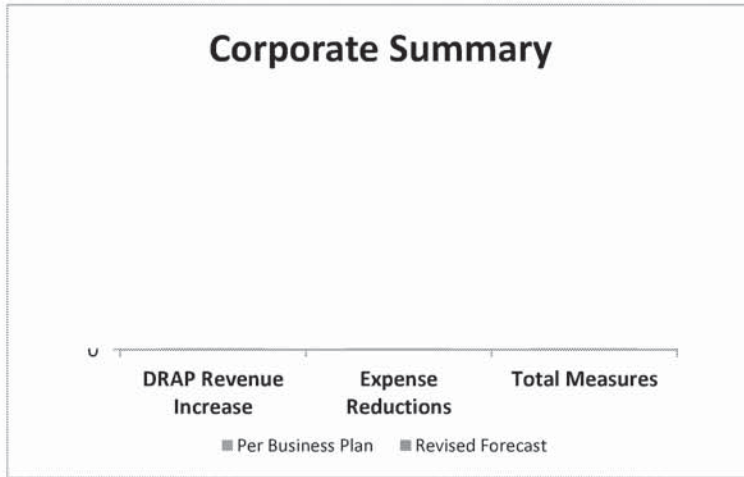 Corporate Summary
0
DRAP Revenue
Increase
Expense
Reductions
Total Measures
Per Business Plan
Revised Forecast